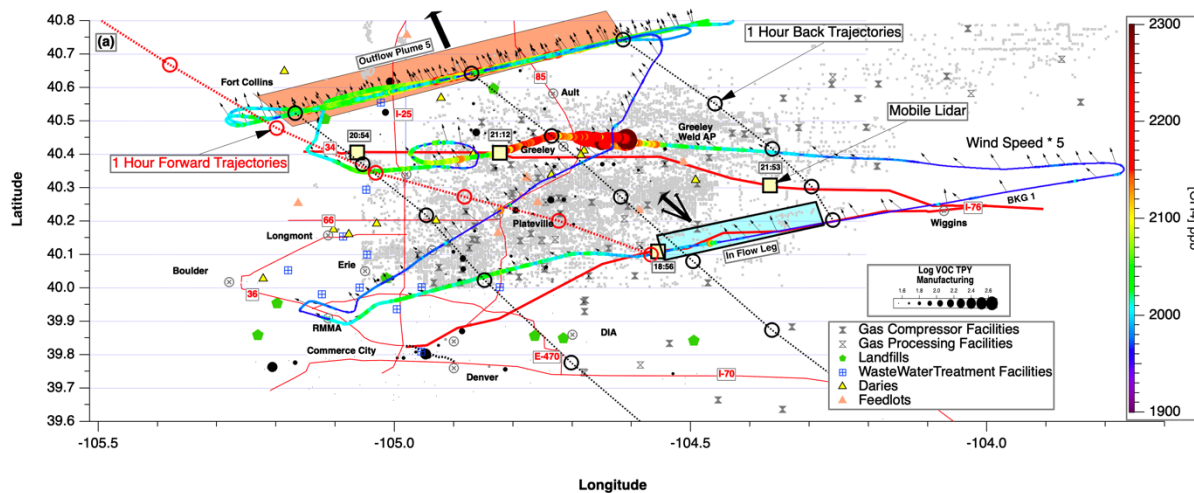 40.8
40.7
40.6
40.5
40.4
40.3
40.2
40.1
40.0
39.9
39.8
39.7
39.6
Latitude
(a)
Outflow Plume 5
1 Hour Back Trajectories
Fort Collins
85
Ault
I-25
Mobile Lidar
1 Hour Forward Trajectories
34
20:54
21:12
Greeley
Greeley
Weld AP
21:53
Wind Speed * 5
BKG 1
I-76
Wiggins
66
Longmont
Plateville
In Flow Leg
18:56
Boulder
Erie
36
RMMA
DIA
Commerce City
Denver
E-470
I-70
Log VOC TPY
Manufacturing
1.6 1.8 2.0 2.2 2.4 2.6
Gas Compressor Facilities
Gas Processing Facilities
Landfills
WasteWaterTreatment Facilities
Daries
Feedlots
-105.5
-105.0
-104.5
-104.0
Longitude
2300
2200
2100
2000
1900
CH4 ppb